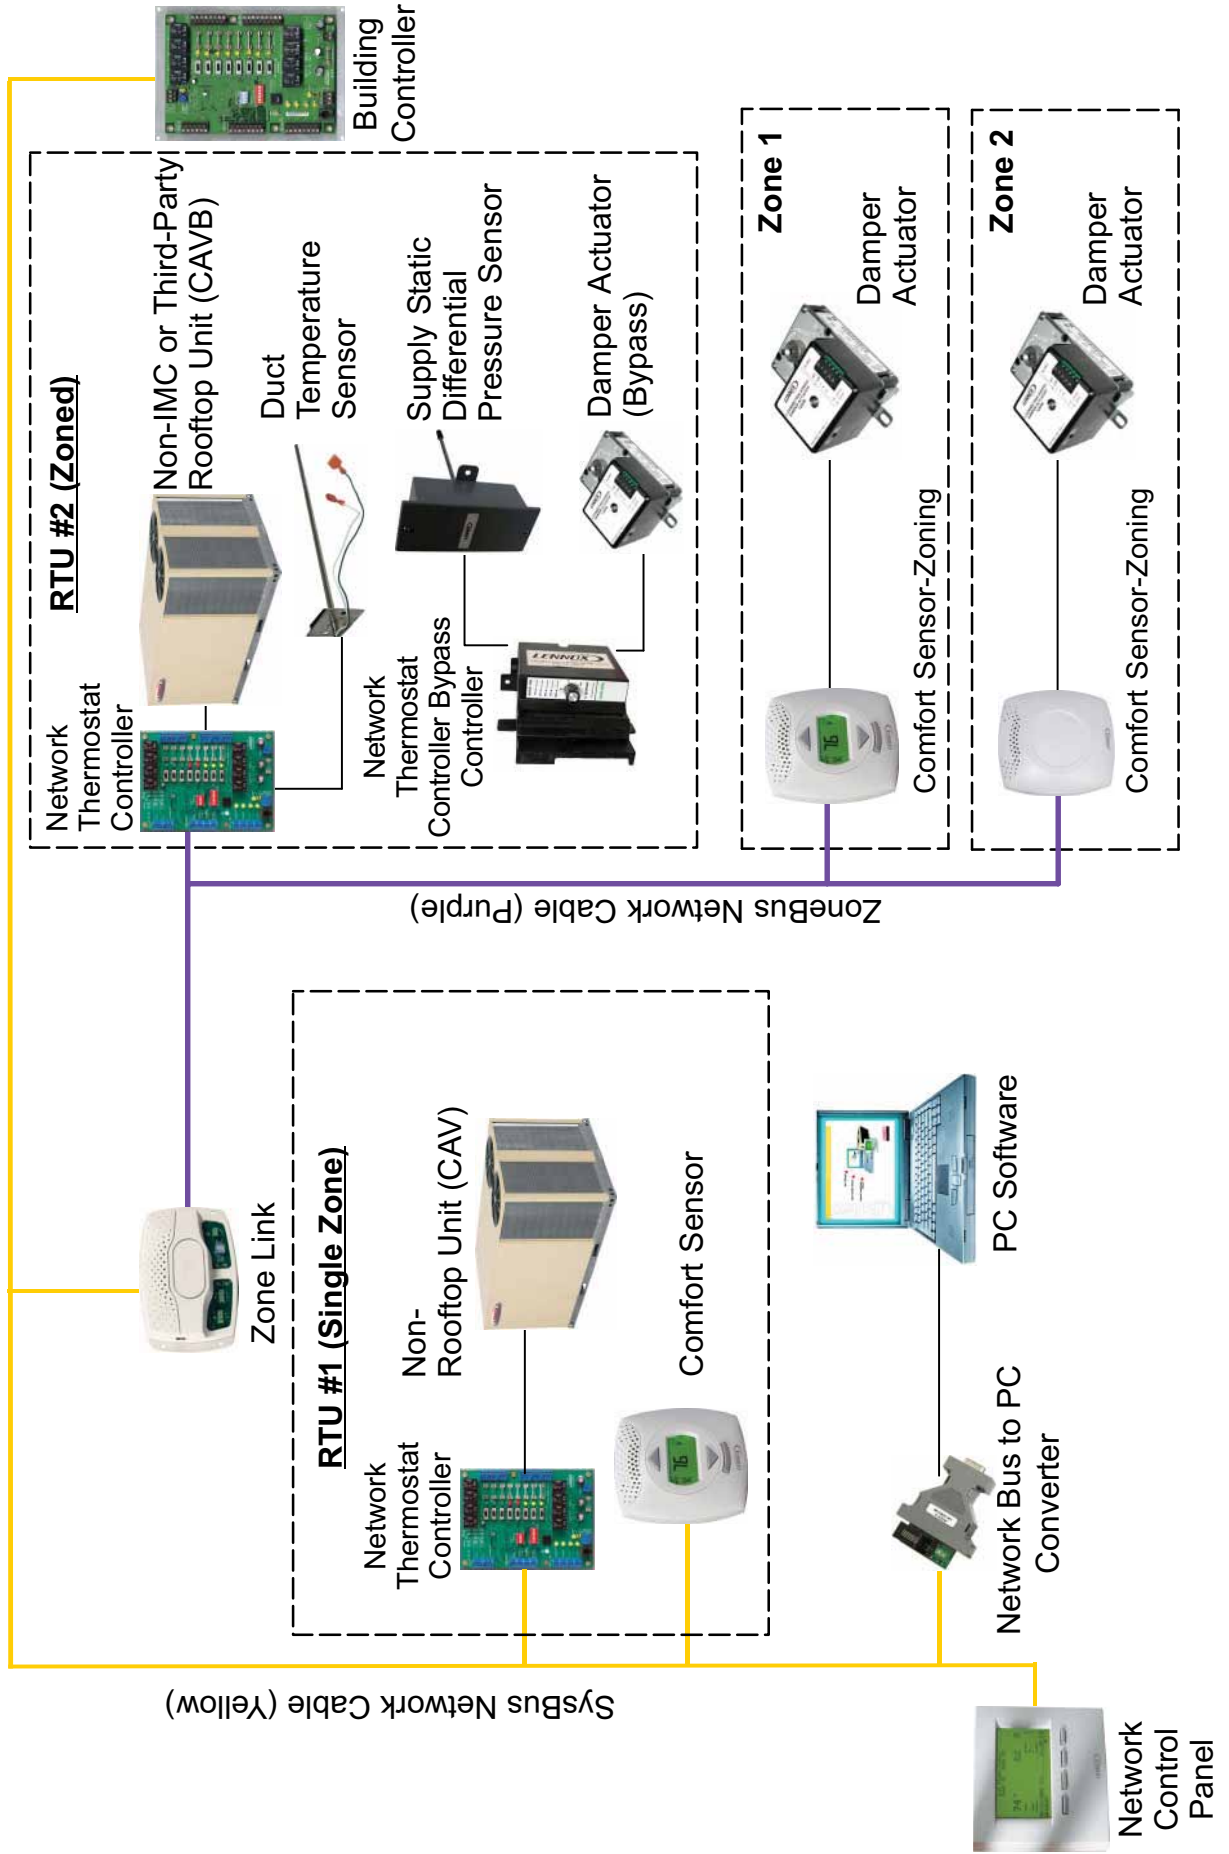 Building
Controller
RTU #2 (Zoned)
Network
Thermostat
Controller
Non-IMC or Third-Party
Rooftop Unit (CAVB)
Duct
Temperature
Sensor
Network
Thermostat
Controller Bypass
Controller
LENNOX
Supply Static
Differential
Pressure Sensor
Damper Actuator
(Bypass)
Zone 1
Comfort Sensor-Zoning
76
Damper
Actuator
Zone 2
Comfort Sensor-Zoning
Damper
Actuator
ZoneBus Network Cable (Purple)
Zone Link
RTU #1 (Single Zone)
Network
Thermostat
Controller
Non-
Rooftop Unit (CAV)
Comfort Sensor
76
PC Software
Network Bus to PC
Converter
SysBus Network Cable (Yellow)
74
Network
Control
Panel